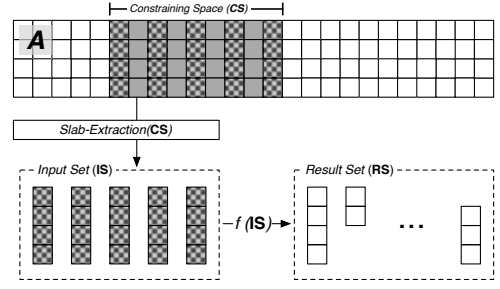 Constraining Space (CS)
A
Slab-Extraction(CS)
Input Set (IS)
Result Set (RS)
f (IS)
...